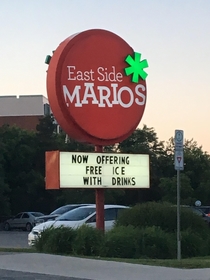 East Side
MARIOS
NOW OFFERING
FREE ICE
WITH DRINKS